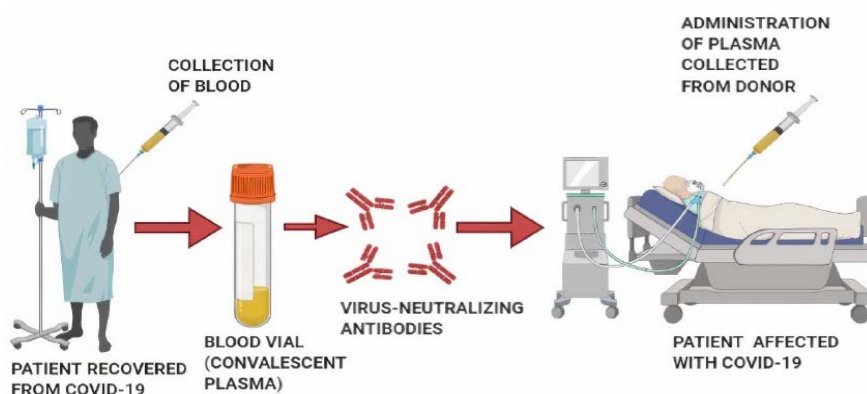 COLLECTION
OF BLOOD
ADMINISTRATION
OF PLASMA
COLLECTED
FROM DONOR
VIRUS-NEUTRALIZING
ANTIBODIES
BLOOD VIAL
(CONVALESCENT
PLASMA)
PATIENT RECOVERED
FROM COVID-19
PATIENT AFFECTED
WITH COVID-19